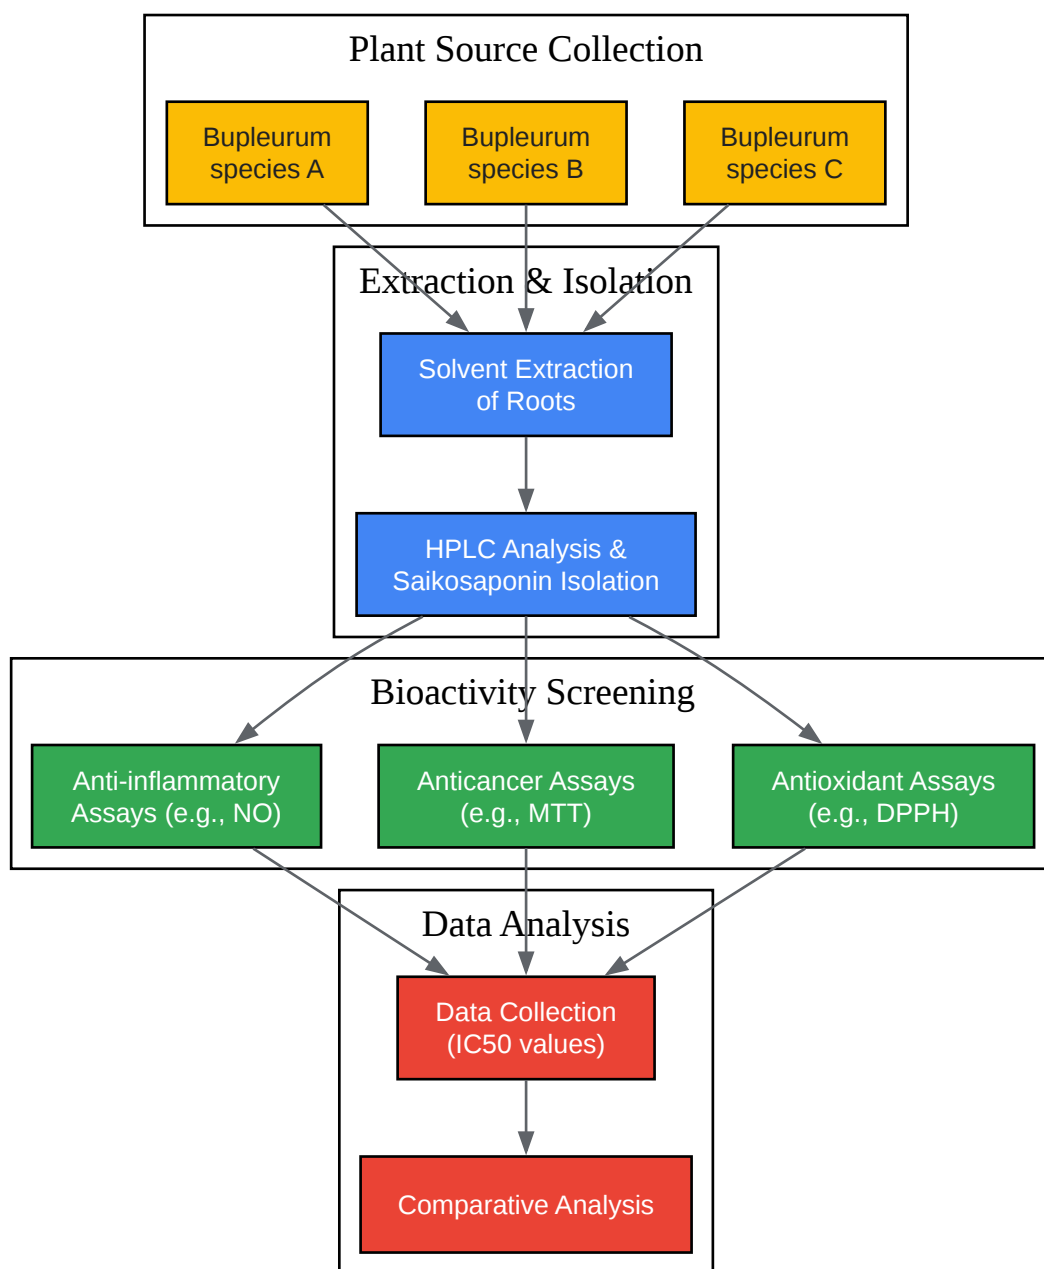 Plant Source Collection
Bupleurum
species A
Bupleurum
species B
Bupleurum
species C
Extraction & Isolation
Solvent Extraction
of Roots
HPLC Analysis &
Saikosaponin Isolation
Bioactivity Screening
Anti-inflammatory
Assays (e.g., NO)
Anticancer Assays
(e.g., MTT)
Antioxidant Assays
(e.g., DPPH)
Data Analysis
Data Collection
(IC50 values)
Comparative Analysis